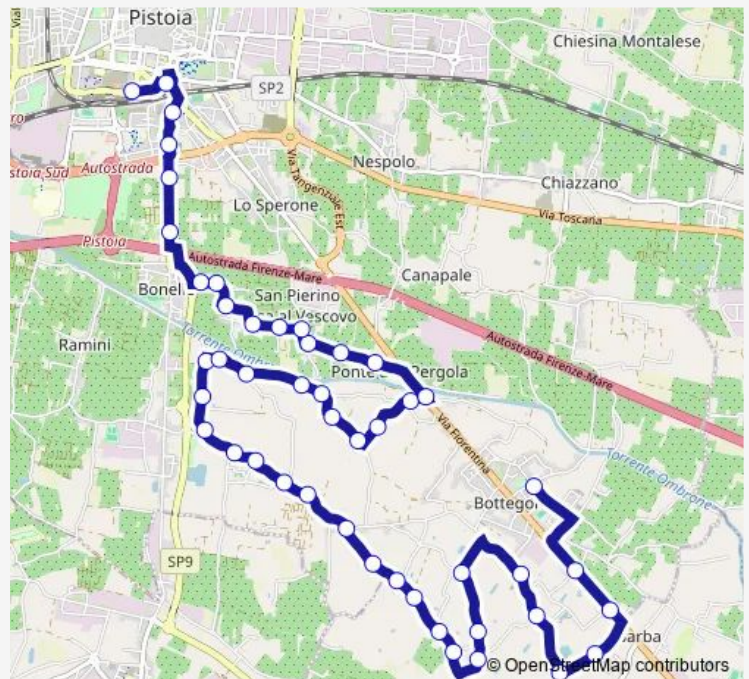 Pistoia
Chiesina Montalese
SP2
Autostrada
Nespolo
Via Tangenziale Est
Chiazzano
Lo Sperone
Via Toscana
Pistoia
Autostrada Firenze-Mare
Canapale
San Pierino
Ramini
Autostrada Firenze-Mare
Torrente
Pergola
Via Fiorentina
Torrente Ombrone
SP9
© OpenStreetMap contributors